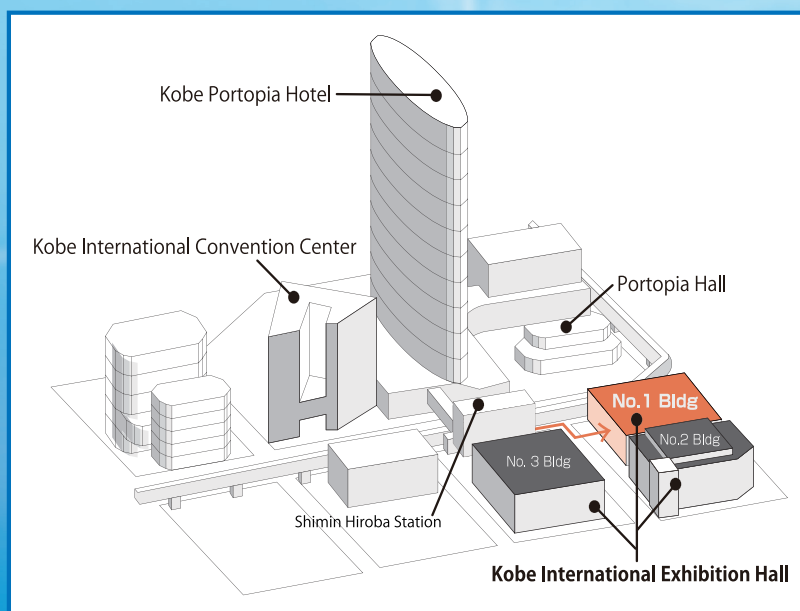 Kobe Portopia Hotel
Kobe International Convention Center
Portopia Hall
No.1 Bldg
No.2 Bldg
No. 3 Bldg
Shimin Hiroba Station
Kobe International Exhibition Hall